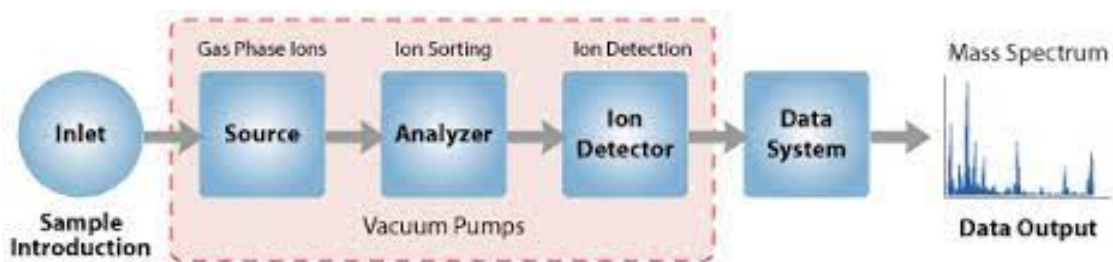 Gas Phase Ions
Ion Sorting
Ion Detection
Mass Spectrum
Inlet
Source
Analyzer
Ion
Detector
Data
System
Sample
Introduction
Vacuum Pumps
Data Output